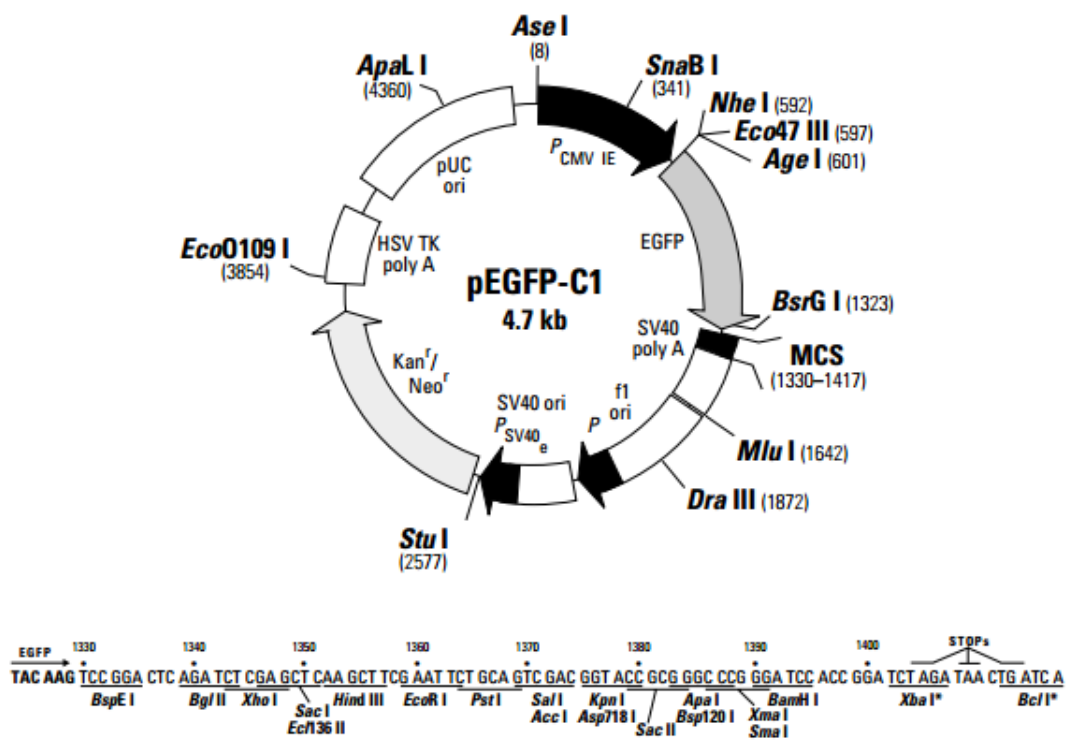 Ase I
(8)
ApaL I
(4360)
SnaB I
(341)
Nhe I (592)
Eco47 III (597)
Age I (601)
P CMV IE
pUC
ori
EGFP
EcoO109 I
(3854)
HSV TK
poly A
pEGFP-C1
4.7 kb
BsrG I (1323)
SV40
poly A
MCS
(1330–1417)
Kanʳ/
Neoʳ
f1
ori
P
SV40 ori
P SV40 e
Mlu I (1642)
Dra III (1872)
Stu I
(2577)
EGFP 1330 1340 1350 1360 1370 1380 1390 1400 STOPs
TAC AAG TCC GGA CTC AGA TCT CGA GCT CAA GCT TCG AAT TCT GCA GTC GAC GGT ACC GCG GGC CCG GGA TCC ACC GGA TCT AGA TAA CTG ATC A
BspE I Bgl II Xho I Hind III EcoR I Pst I Sal I Kpn I Apa I BamH I Xba I* Bcl I*
Sac I Acc I Asp718 I Bsp120 I Xma I
Ecl136 II Sac II Sma I